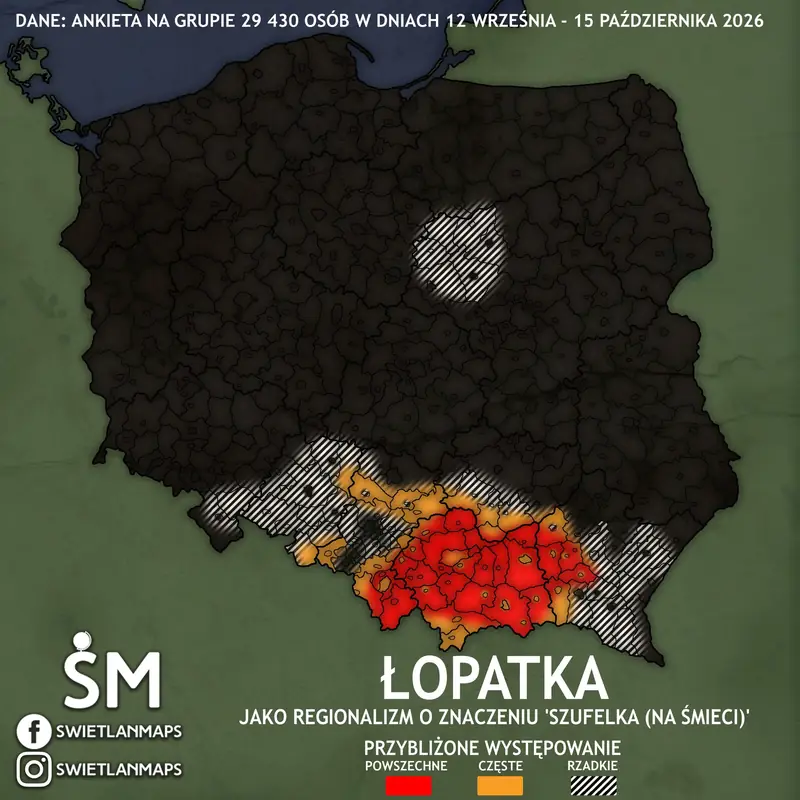 DANE: ANKIETA NA GRUPIE 29 430 OSÓB W DNIACH 12 WRZEŚNIA - 15 PAŹDZIERNIKA 2026
ŚM
SWIETLANMAPS
SWIETLANMAPS
ŁOPATKA
JAKO REGIONALIZM O ZNACZENIU 'SZUFELKA (NA ŚMIECI)'
PRZYBLIŻONE WYSTĘPOWANIE
POWSZECHNE CZĘSTE RZADKIE